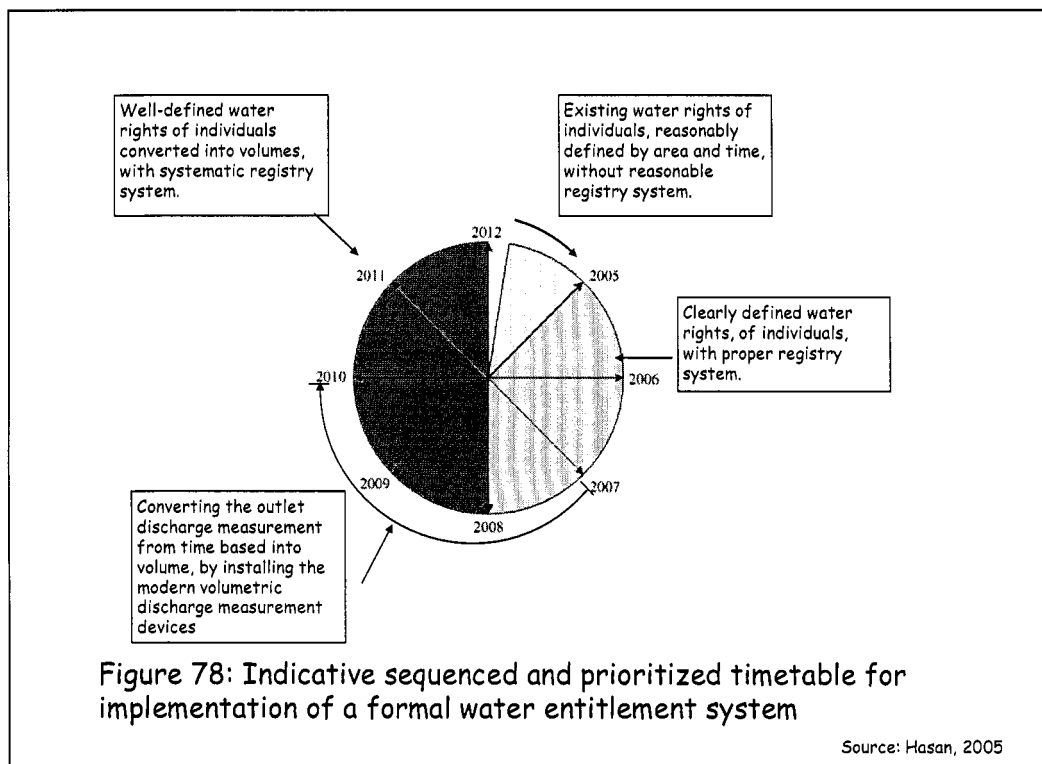 Well-defined water
rights of individuals
converted into volumes,
with systematic registry
system.
Existing water rights of
individuals, reasonably
defined by area and time,
without reasonable
registry system.
2012
2011
2005
Clearly defined water
rights, of individuals,
with proper registry
system.
2010
2006
2009
2007
2008
Converting the outlet
discharge measurement
from time based into
volume, by installing the
modern volumetric
discharge measurement
devices
Figure 78: Indicative sequenced and prioritized timetable for
implementation of a formal water entitlement system
Source: Hasan, 2005